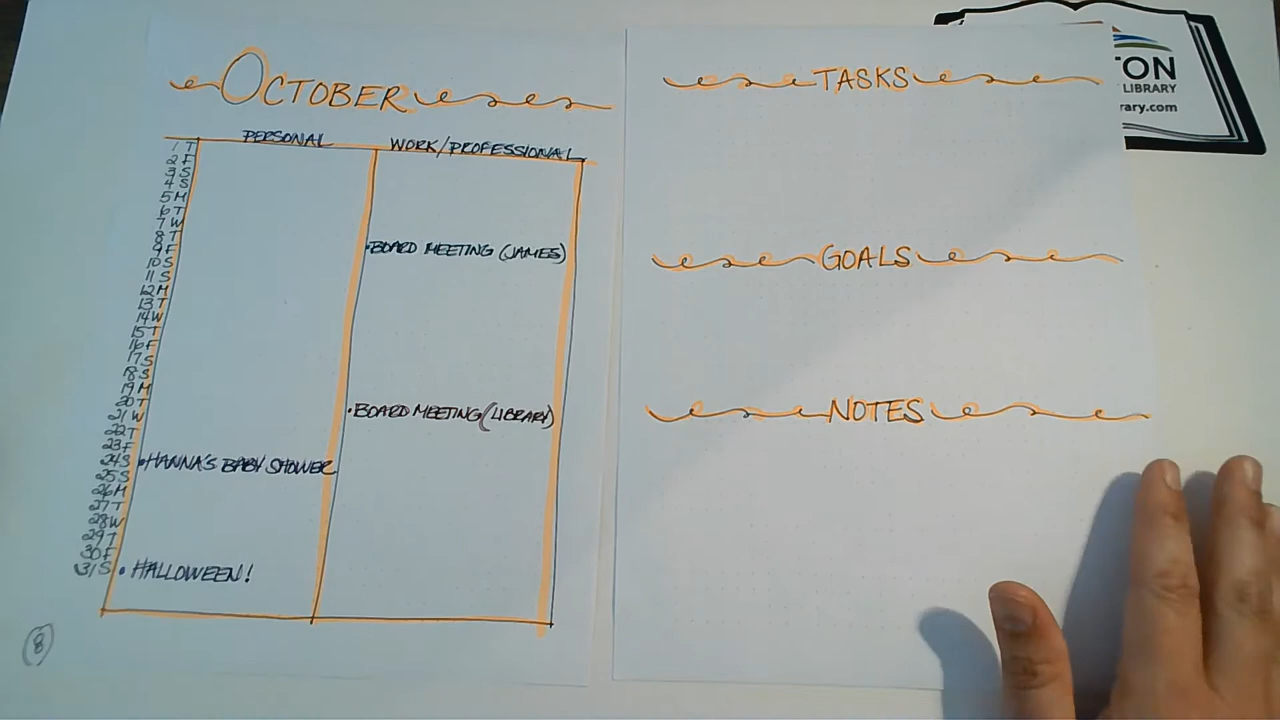 OCTOBER
PERSONAL WORK/PROFESSIONAL
1 T
2 F
3 S
4 S
5 M
6 T
7 W
8 T
9 F • BOARD MEETING (JAMES)
10 S
11 S
12 M
13 T
14 W
15 T
16 F
17 S
18 S
19 M
20 T
21 W • BOARD MEETING (LIBRARY)
22 T
23 F
24 S • HANNA'S BABY SHOWER
25 S
26 M
27 T
28 W
29 T
30 F
31 S • HALLOWEEN!
8
TASKS
GOALS
NOTES
ON
LIBRARY
rary.com